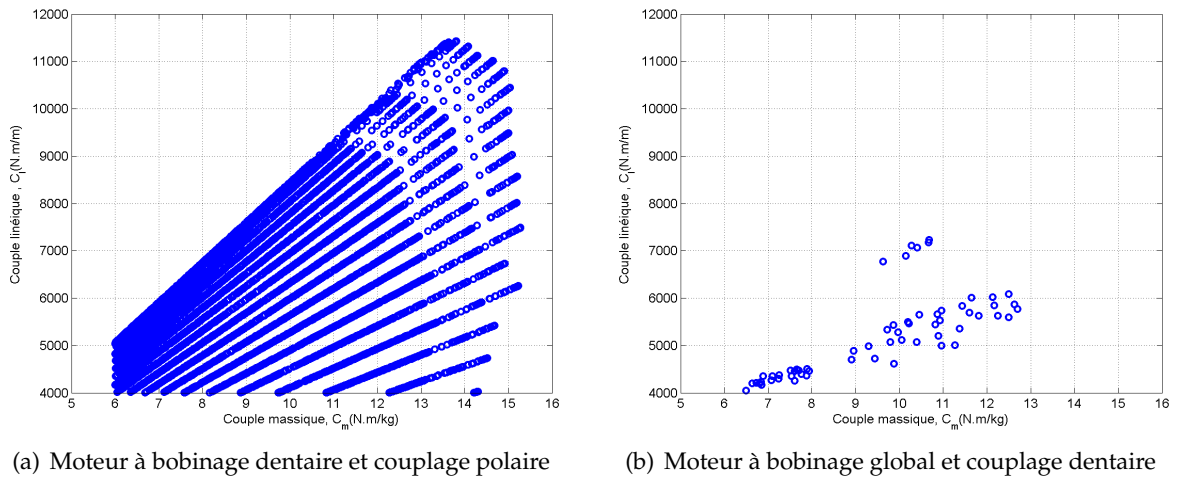 12000
11000
10000
9000
8000
7000
6000
5000
4000
Couple linéique , C_l(N.m/m)
5 6 7 8 9 10 11 12 13 14 15 16
Couple massique, C_m(N.m/kg)
(a) Moteur à bobinage dentaire et couplage polaire
12000
11000
10000
9000
8000
7000
6000
5000
4000
Couple linéique , C_l(N.m/m)
5 6 7 8 9 10 11 12 13 14 15 16
Couple massique, C_m(N.m/kg)
(b) Moteur à bobinage global et couplage dentaire